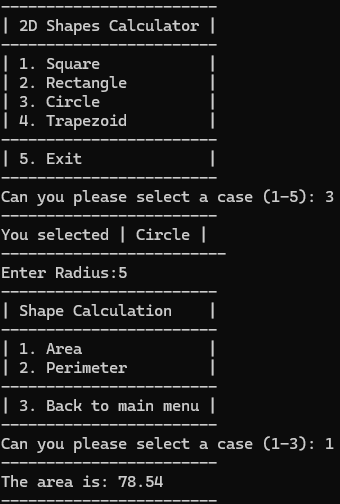 ------------------------
| 2D Shapes Calculator |
------------------------
| 1. Square            |
| 2. Rectangle         |
| 3. Circle            |
| 4. Trapezoid         |
------------------------
| 5. Exit              |
------------------------
Can you please select a case (1-5): 3
------------------------
You selected | Circle |
-------------------------
Enter Radius:5
------------------------
| Shape Calculation    |
------------------------
| 1. Area              |
| 2. Perimeter         |
------------------------
| 3. Back to main menu |
------------------------
Can you please select a case (1-3): 1
------------------------
The area is: 78.54
------------------------